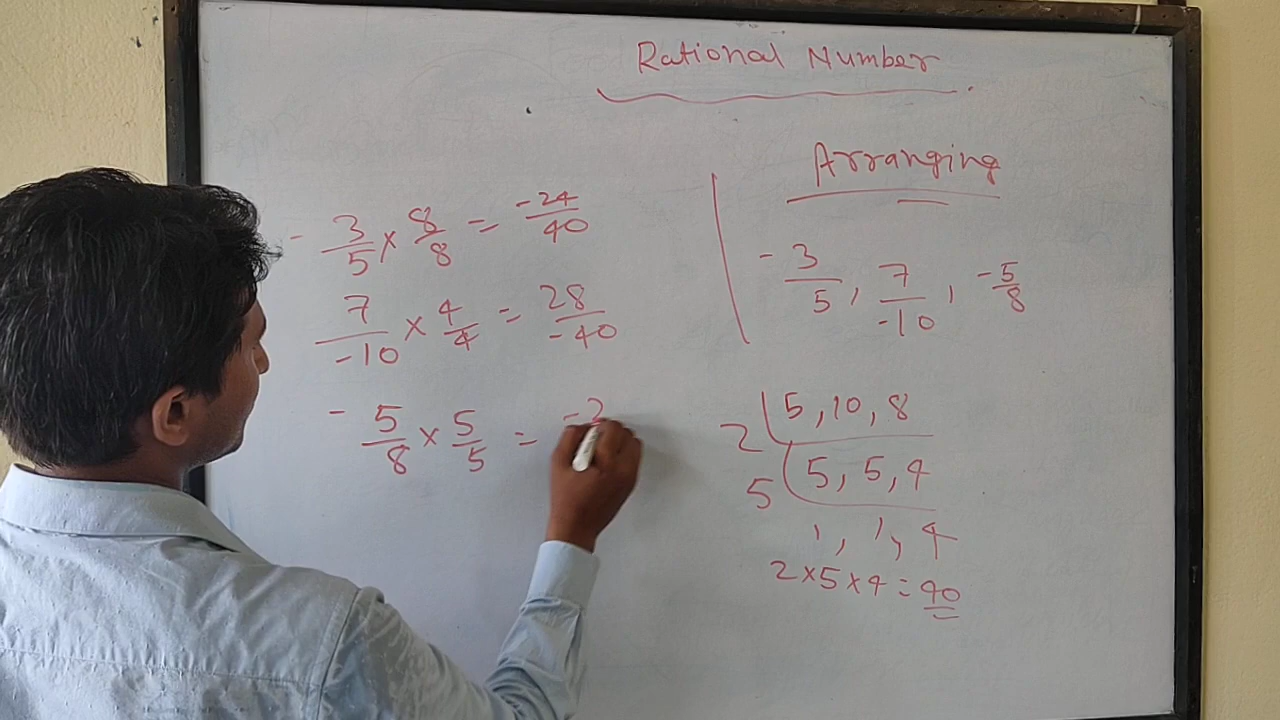 Rational Number
Arranging
- 3/5 × 8/8 = -24/40
7/-10 × 4/4 = 28/-40
- 5/8 × 5/5 = -2
- 3/5, 7/-10, -5/8
2 | 5, 10, 8
5 | 5, 5, 4
1, 1, 4
2×5×4 = 40